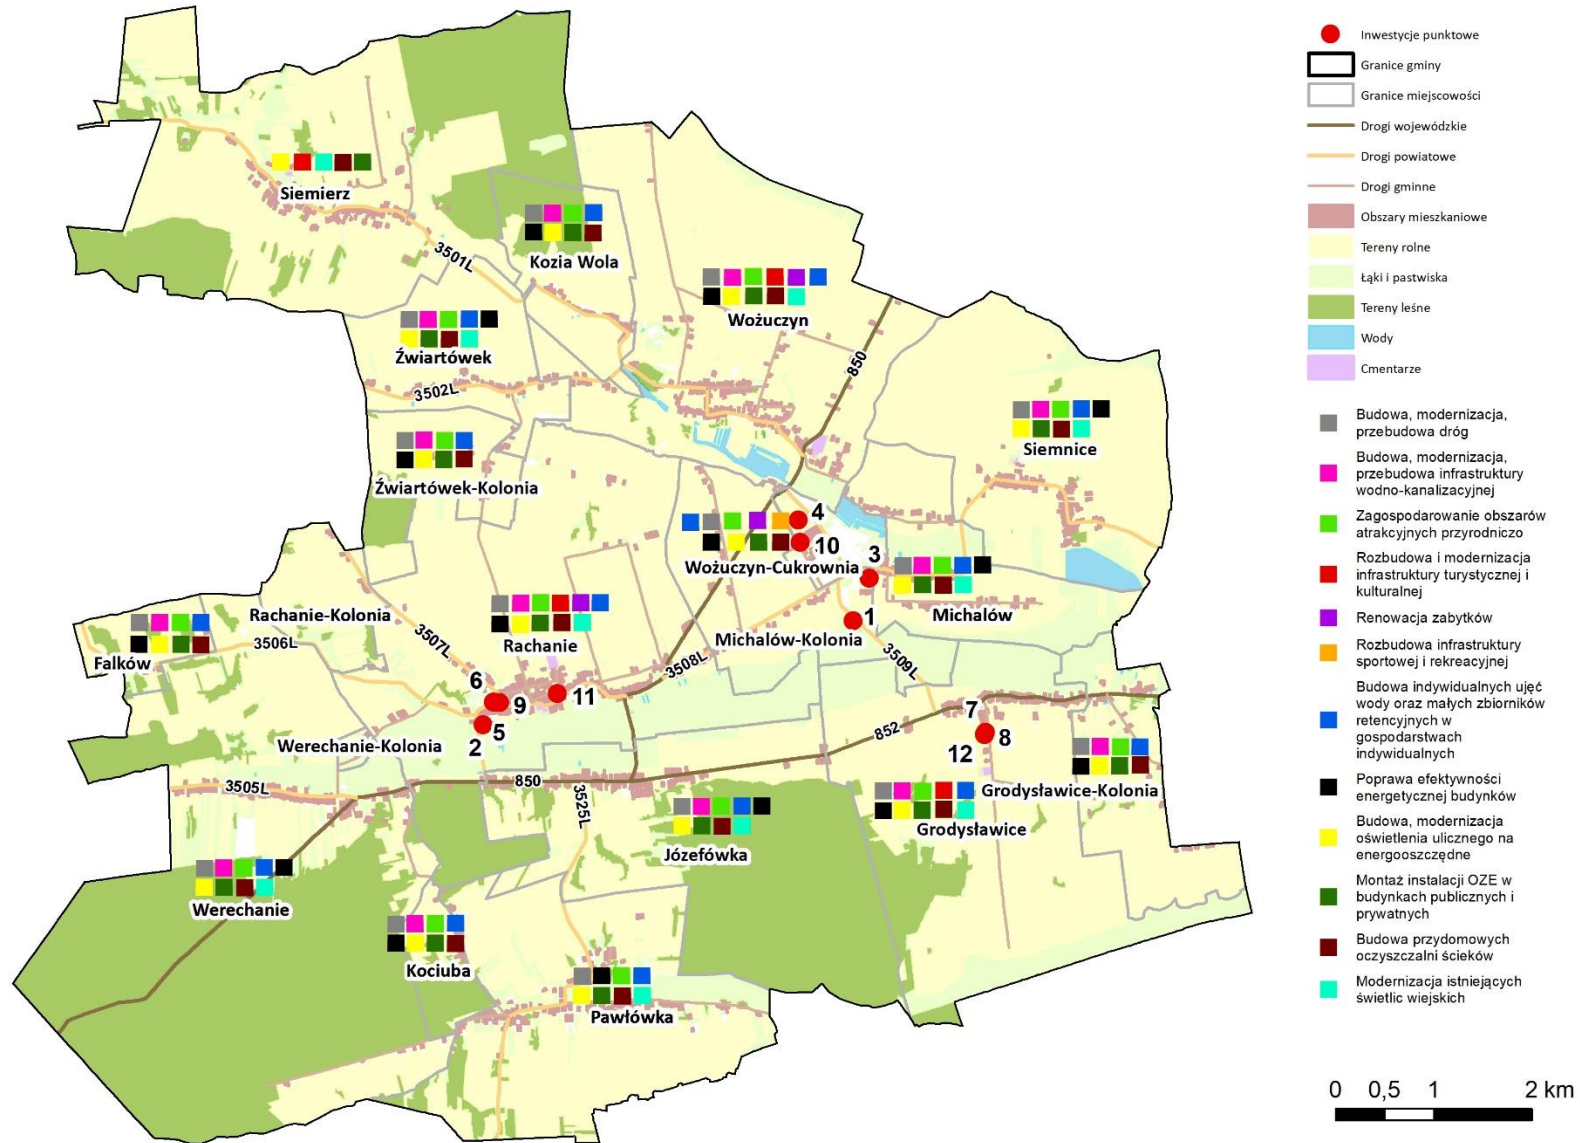 Siemierz
3501L
Kozia Wola
Wożuczyn
850
Źwiartówek
3502L
Siemnice
Źwiartówek-Kolonia
4
10
3
Wożuczyn-Cukrownia
Michalów
1
Michalów-Kolonia
Rachanie-Kolonia
3507L
3506L
Falków
Rachanie
3508L
3509L
6
9
11
5
2
Werechanie-Kolonia
7
8
12
852
850
3505L
3525L
Grodysławice-Kolonia
Grodysławice
Józefówka
Werechanie
Kociuba
Pawłówka
Inwestycje punktowe
Granice gminy
Granice miejscowości
Drogi wojewódzkie
Drogi powiatowe
Drogi gminne
Obszary mieszkaniowe
Tereny rolne
Łąki i pastwiska
Tereny leśne
Wody
Cmentarze
Budowa, modernizacja,
przebudowa dróg
Budowa, modernizacja,
przebudowa infrastruktury
wodno-kanalizacyjnej
Zagospodarowanie obszarów
atrakcyjnych przyrodniczo
Rozbudowa i modernizacja
infrastruktury turystycznej i
kulturalnej
Renowacja zabytków
Rozbudowa infrastruktury
sportowej i rekreacyjnej
Budowa indywidualnych ujęć
wody oraz małych zbiorników
retencyjnych w
gospodarstwach
indywidualnych
Poprawa efektywności
energetycznej budynków
Budowa, modernizacja
oświetlenia ulicznego na
energooszczędne
Montaż instalacji OZE w
budynkach publicznych i
prywatnych
Budowa przydomowych
oczyszczalni ścieków
Modernizacja istniejących
świetlic wiejskich
0 0,5 1 2 km